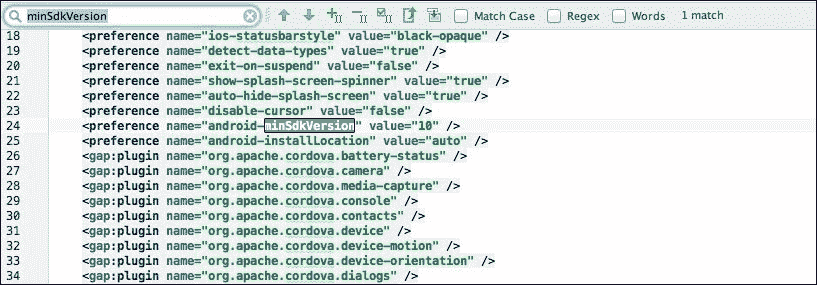 minSdkVersion Match Case Regex Words 1 match
18 <preference name="ios-statusbarstyle" value="black-opaque" />
19 <preference name="detect-data-types" value="true" />
20 <preference name="exit-on-suspend" value="false" />
21 <preference name="show-splash-screen-spinner" value="true" />
22 <preference name="auto-hide-splash-screen" value="true" />
23 <preference name="disable-cursor" value="false" />
24 <preference name="android-minSdkVersion" value="10" />
25 <preference name="android-installLocation" value="auto" />
26 <gap:plugin name="org.apache.cordova.battery-status" />
27 <gap:plugin name="org.apache.cordova.camera" />
28 <gap:plugin name="org.apache.cordova.media-capture" />
29 <gap:plugin name="org.apache.cordova.console" />
30 <gap:plugin name="org.apache.cordova.contacts" />
31 <gap:plugin name="org.apache.cordova.device" />
32 <gap:plugin name="org.apache.cordova.device-motion" />
33 <gap:plugin name="org.apache.cordova.device-orientation" />
34 <gap:plugin name="org.apache.cordova.dialogs" />